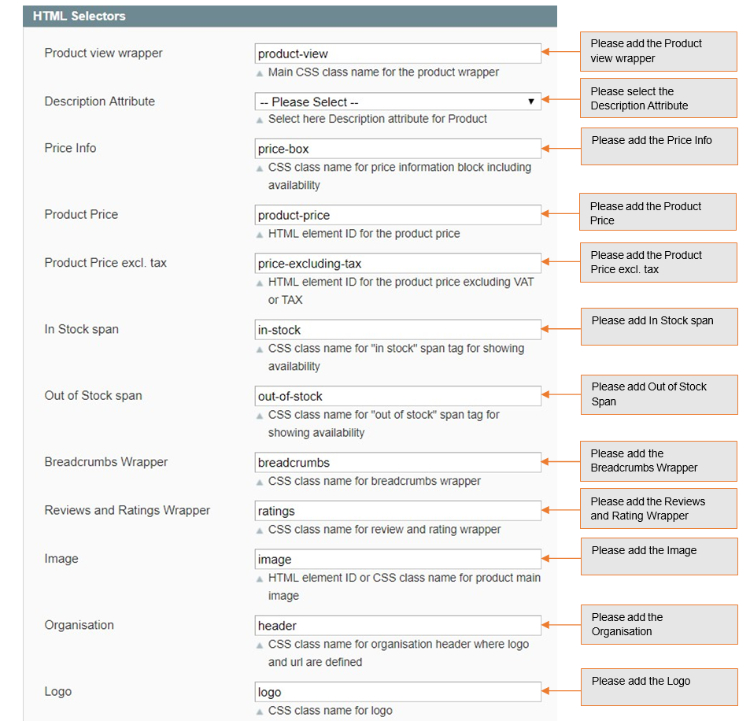 HTML Selectors
Product view wrapper
product-view
Main CSS class name for the product wrapper
Please add the Product
view wrapper
Description Attribute
-- Please Select --
Select here Description attribute for Product
Please select the
Description Attribute
Price Info
price-box
CSS class name for price information block including
availability
Please add the Price Info
Product Price
product-price
HTML element ID for the product price
Please add the Product
Price
Product Price excl. tax
price-excluding-tax
HTML element ID for the product price excluding VAT
or TAX
Please add the Product
Price excl. tax
In Stock span
in-stock
CSS class name for "in stock" span tag for showing
availability
Please add In Stock span
Out of Stock span
out-of-stock
CSS class name for "out of stock" span tag for
showing availability
Please add Out of Stock
Span
Breadcrumbs Wrapper
breadcrumbs
CSS class name for breadcrumbs wrapper
Please add the
Breadcrumbs Wrapper
Reviews and Ratings Wrapper
ratings
CSS class name for review and rating wrapper
Please add the Reviews
and Rating Wrapper
Image
image
HTML element ID or CSS class name for product main
image
Please add the Image
Organisation
header
CSS class name for organisation header where logo
and url are defined
Please add the
Organisation
Logo
logo
CSS class name for logo
Please add the Logo